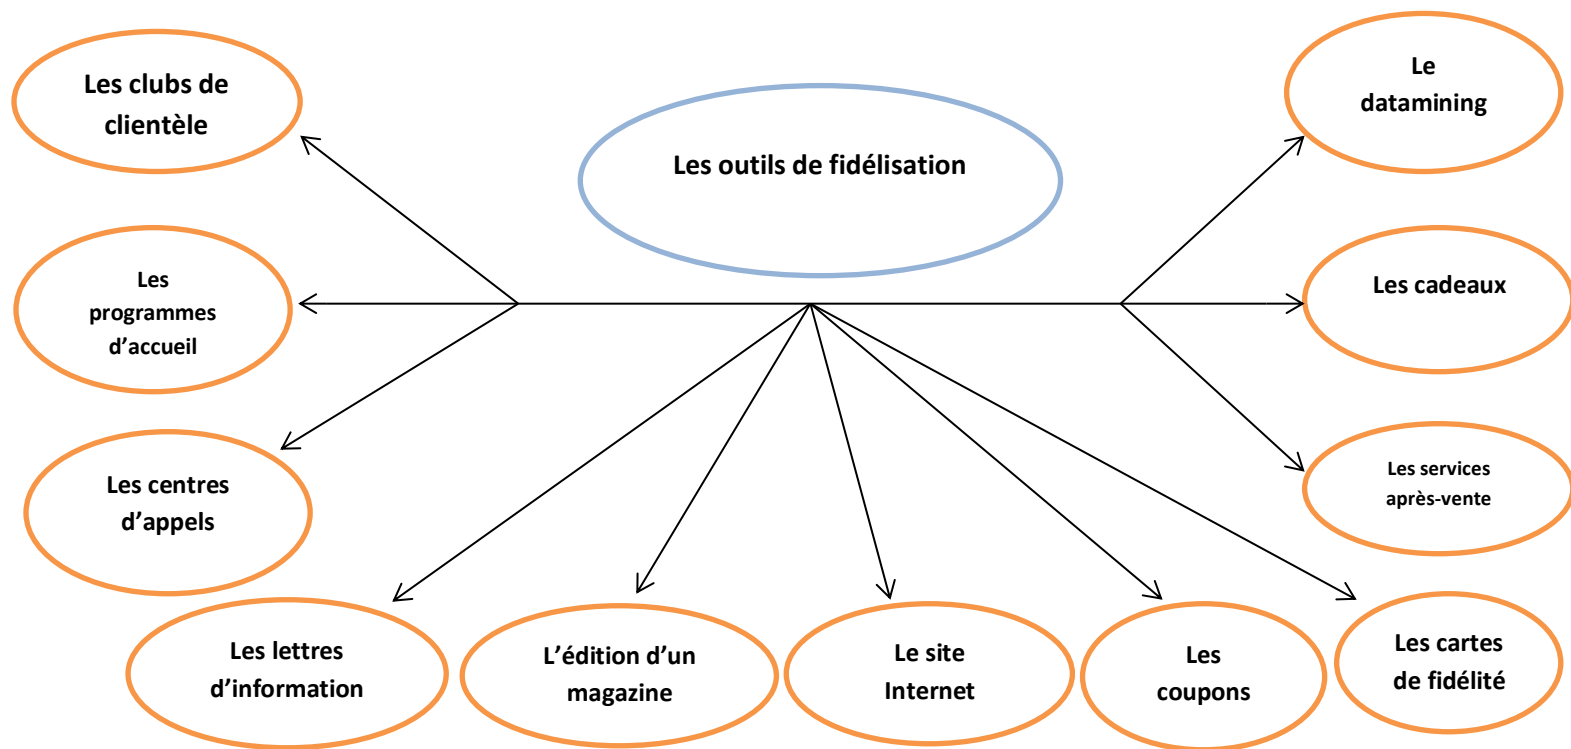 Les outils de fidélisation
Les clubs de
clientèle
Les
programmes
d’accueil
Les centres
d’appels
Les lettres
d’information
L’édition d’un
magazine
Le site
Internet
Les
coupons
Les cartes
de fidélité
Les services
après-vente
Les cadeaux
Le
datamining